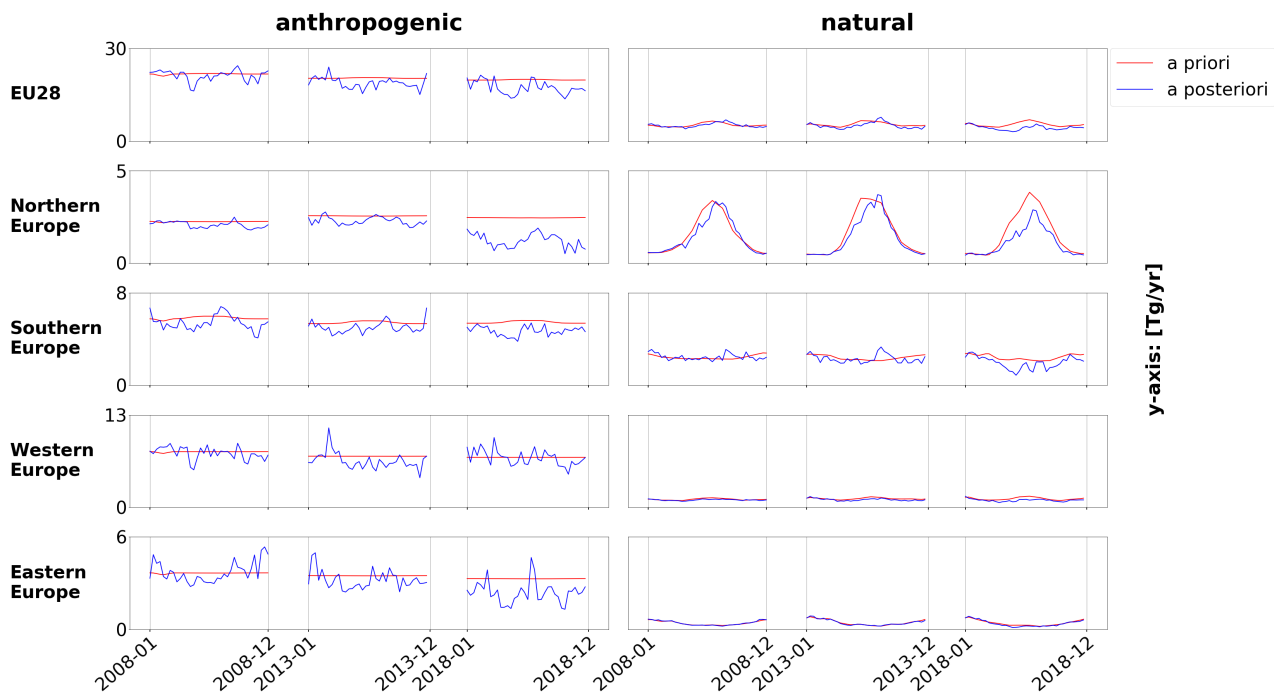 anthropogenic
natural
30
EU28
0
a priori
a posteriori
5
Northern
Europe
0
8
Southern
Europe
0
y-axis: [Tg/yr]
13
Western
Europe
0
6
Eastern
Europe
0
2008-01
2008-12
2013-01
2013-12
2018-01
2018-12
2008-01
2008-12
2013-01
2013-12
2018-01
2018-12